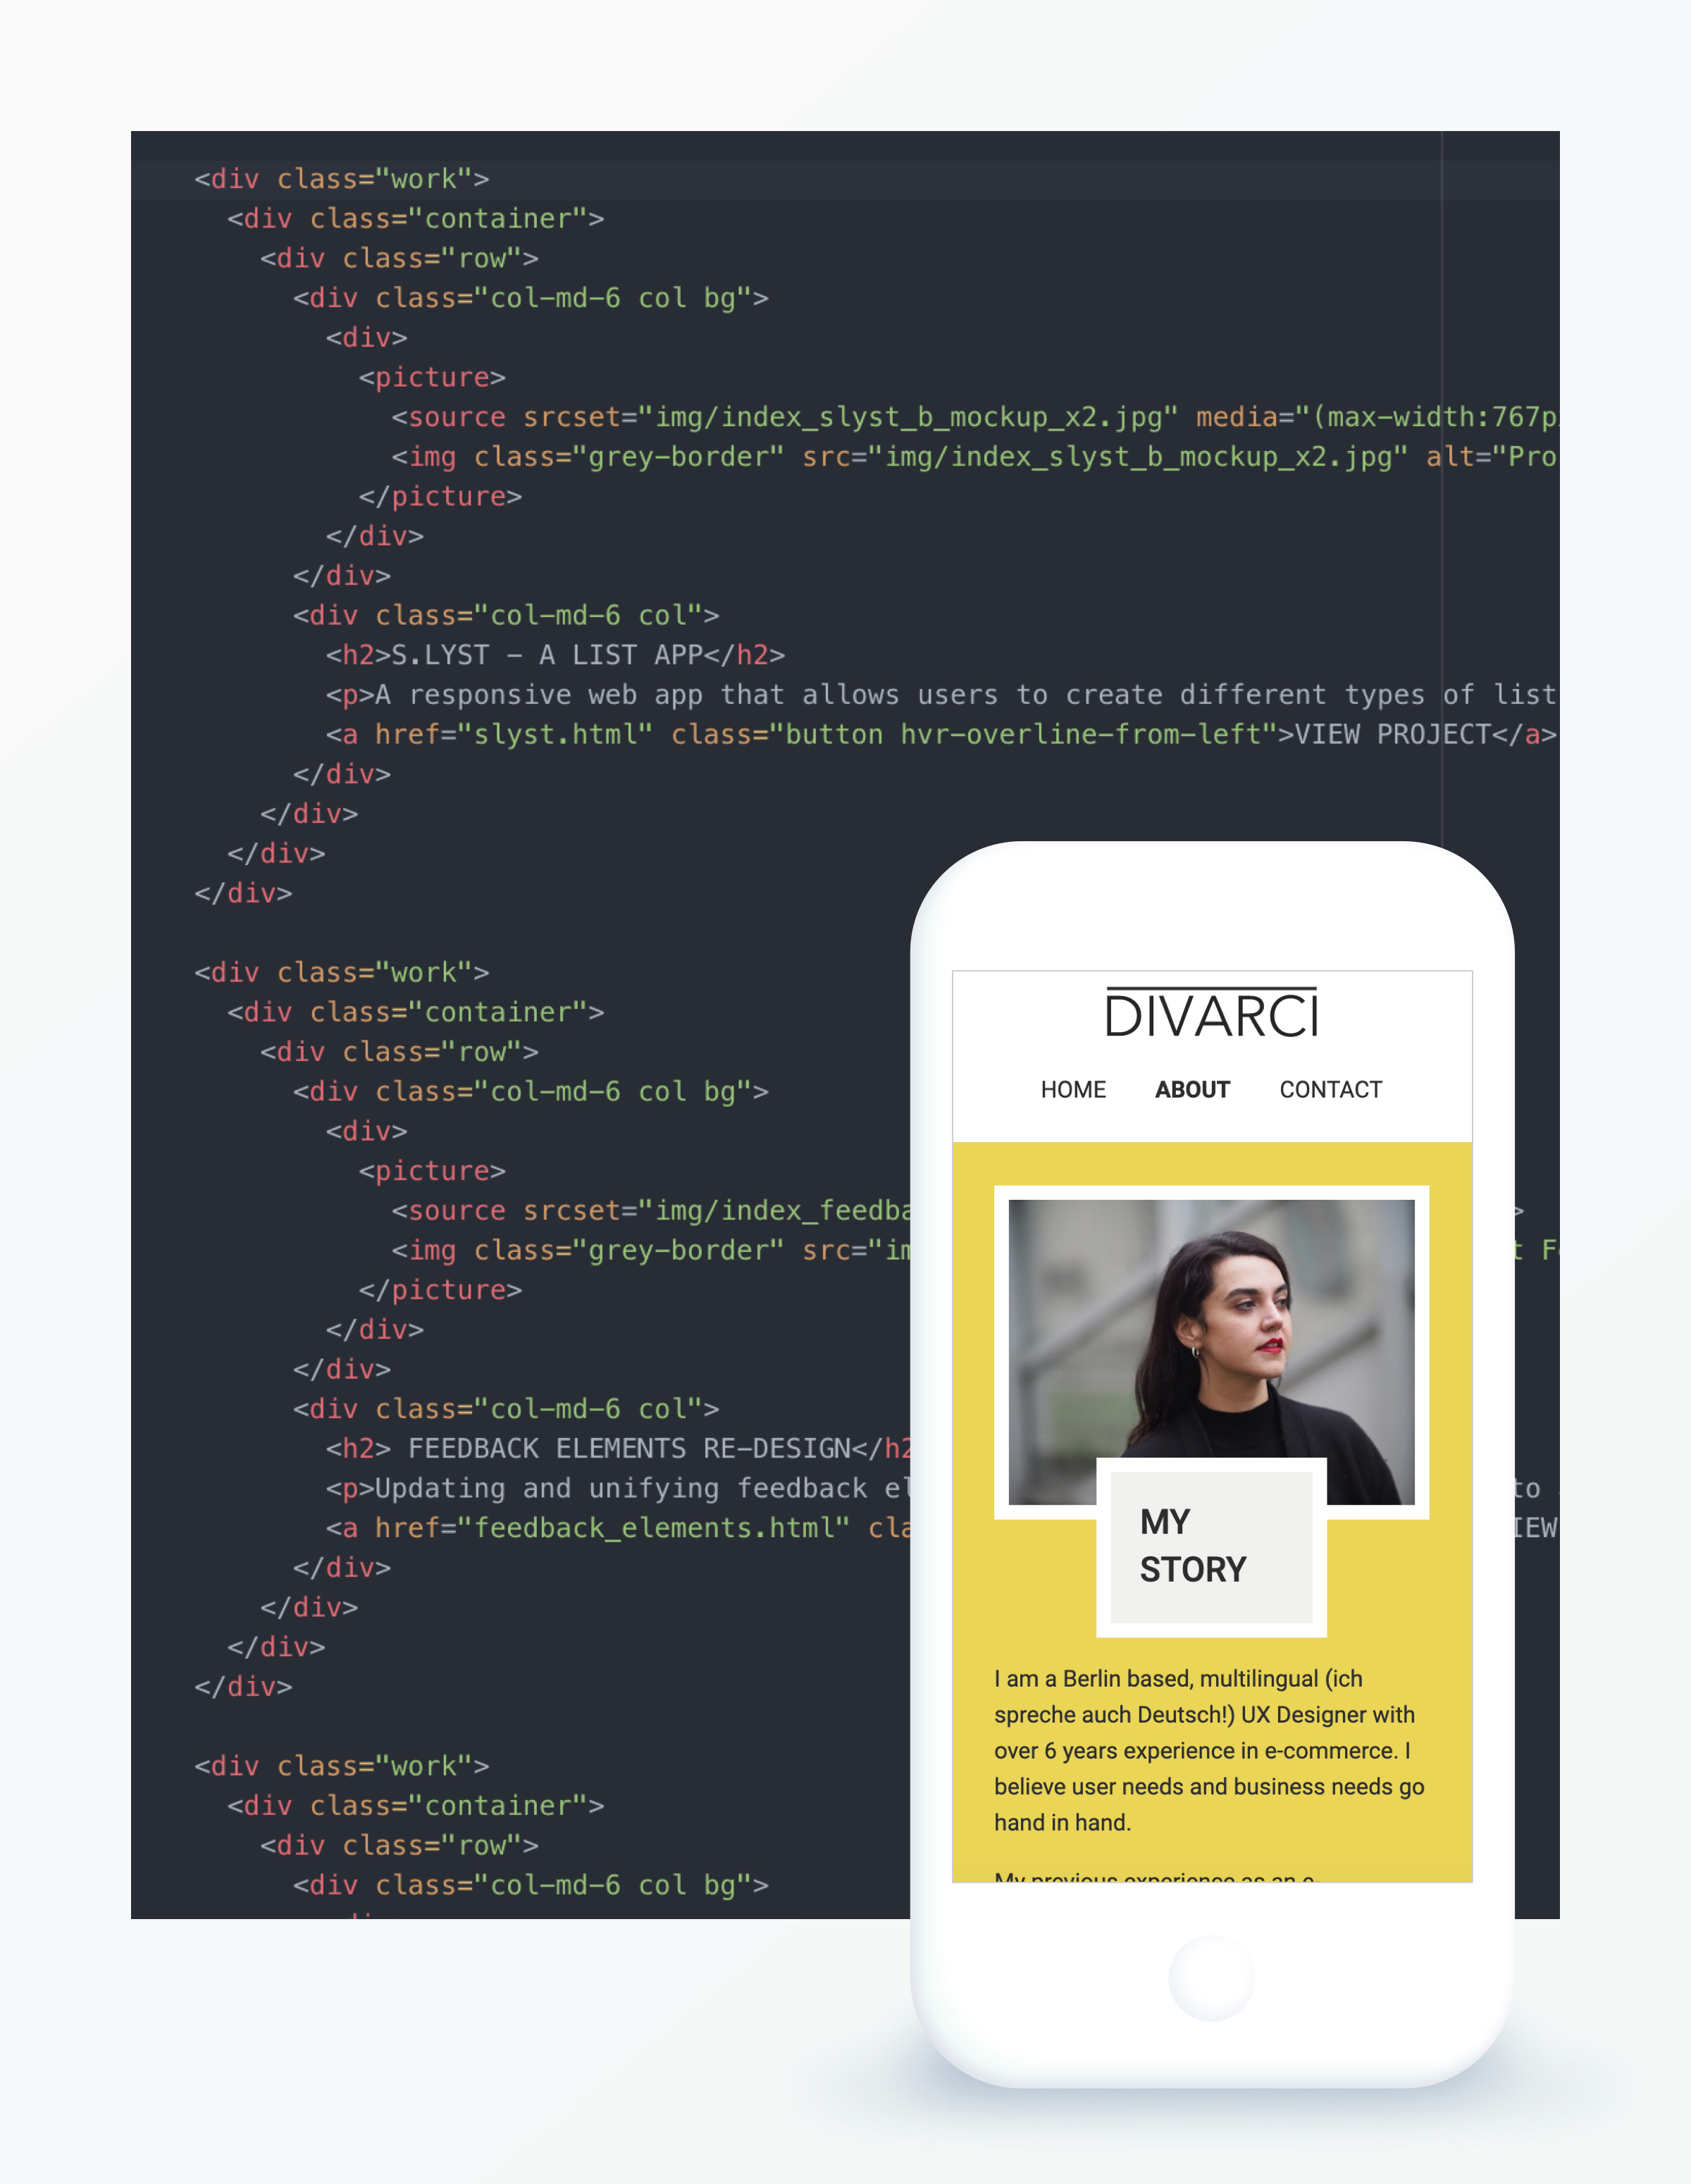 <div class="work">
<div class="container">
<div class="row">
<div class="col-md-6 col bg">
<div>
<picture>
<source srcset="img/index_slyst_b_mockup_x2.jpg" media="(max-width:767p
<img class="grey-border" src="img/index_slyst_b_mockup_x2.jpg" alt="Pro
</picture>
</div>
</div>
<div class="col-md-6 col">
<h2>S.LYST - A LIST APP</h2>
<p>A responsive web app that allows users to create different types of list
<a href="slyst.html" class="button hvr-overline-from-left">VIEW PROJECT</a>
</div>
</div>
</div>
</div>
<div class="work">
<div class="container">
<div class="row">
<div class="col-md-6 col bg">
<div>
<picture>
<source srcset="img/index_feedba >
<img class="grey-border" src="im t F
</picture>
</div>
</div>
<div class="col-md-6 col">
<h2> FEEDBACK ELEMENTS RE-DESIGN</h2
<p>Updating and unifying feedback el to
<a href="feedback_elements.html" cla IEW
</div>
</div>
</div>
</div>
<div class="work">
<div class="container">
<div class="row">
<div class="col-md-6 col bg">
DIVARCI
HOME ABOUT CONTACT
MY
STORY
I am a Berlin based, multilingual (ich
spreche auch Deutsch!) UX Designer with
over 6 years experience in e-commerce. I
believe user needs and business needs go
hand in hand.
My previous experience as an e-